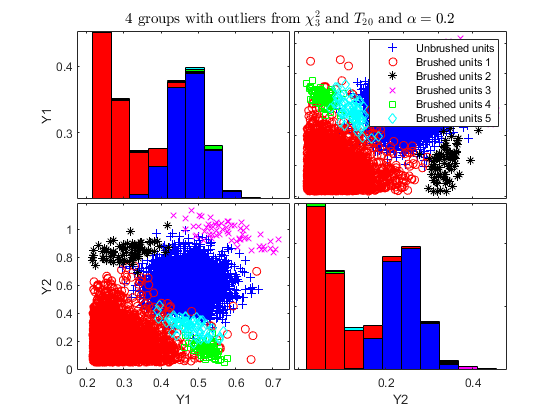 4 groups with outliers from χ₃² and T₂₀ and α = 0.2
0.4
Y1
0.3
Unbrushed units
Brushed units 1
Brushed units 2
Brushed units 3
Brushed units 4
Brushed units 5
1
0.8
0.6
Y2
0.4
0.2
0
0.2 0.3 0.4 0.5 0.6 0.7
0.2 0.4
Y1
Y2